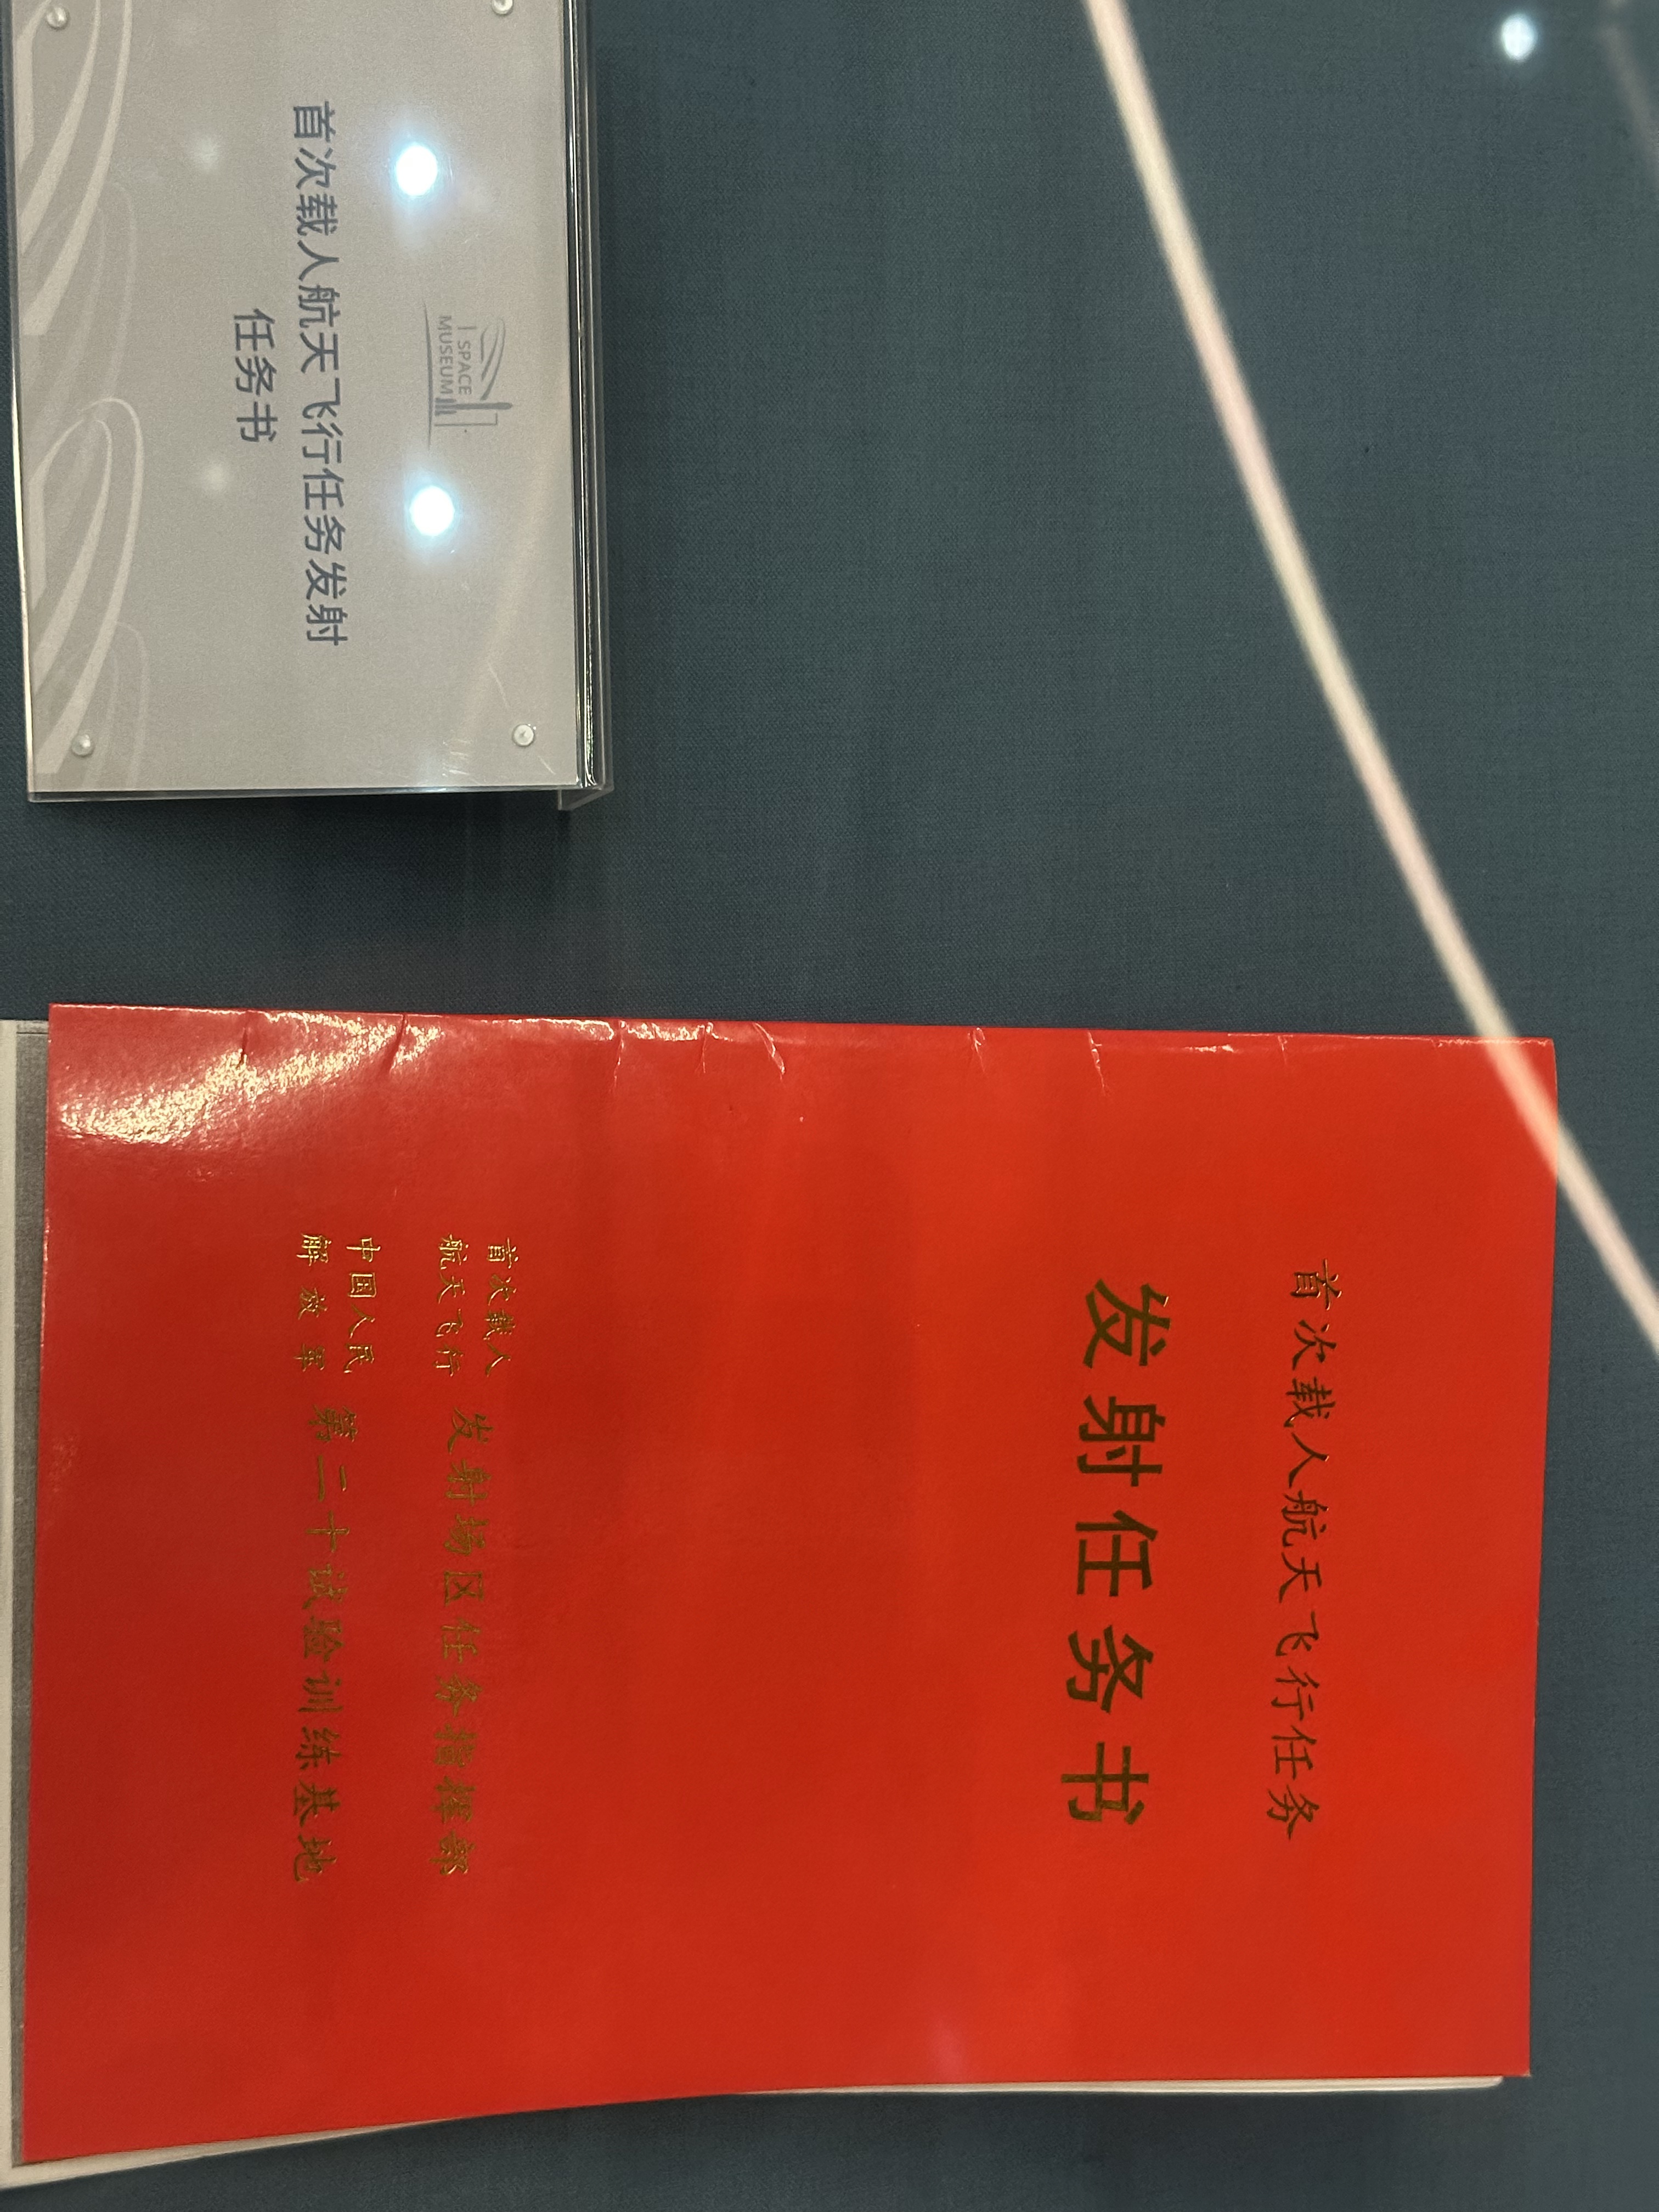 SPACE
MUSEUM
首次载人航天飞行任务发射
任务书
首次载人航天飞行任务
发射任务书
首次载人
航天飞行 发射场区任务指挥部
中国人民
解放军 第二十试验训练基地